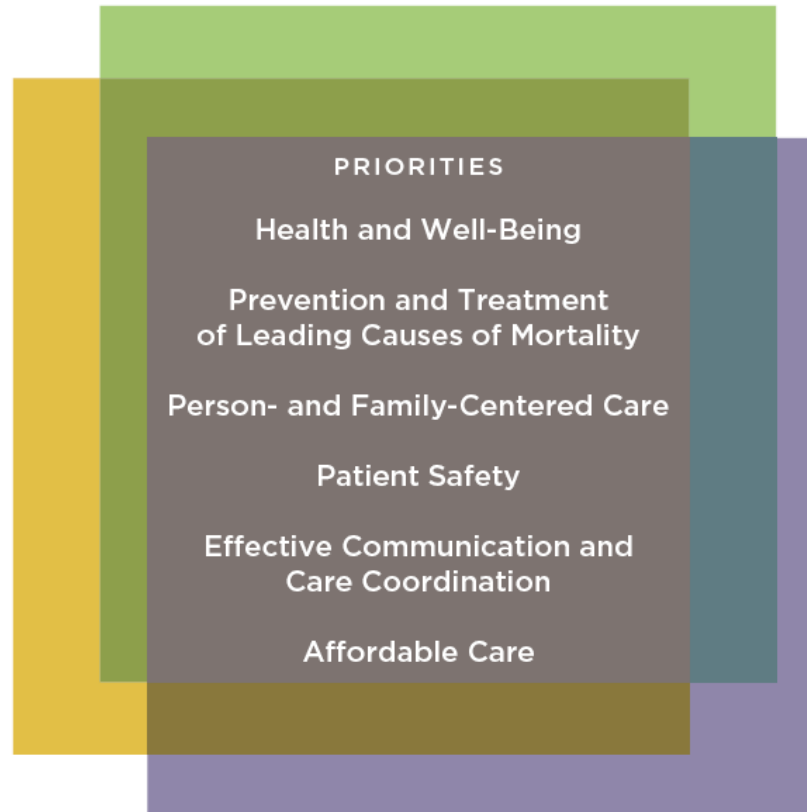 PRIORITIES
Health and Well-Being
Prevention and Treatment
of Leading Causes of Mortality
Person- and Family-Centered Care
Patient Safety
Effective Communication and
Care Coordination
Affordable Care